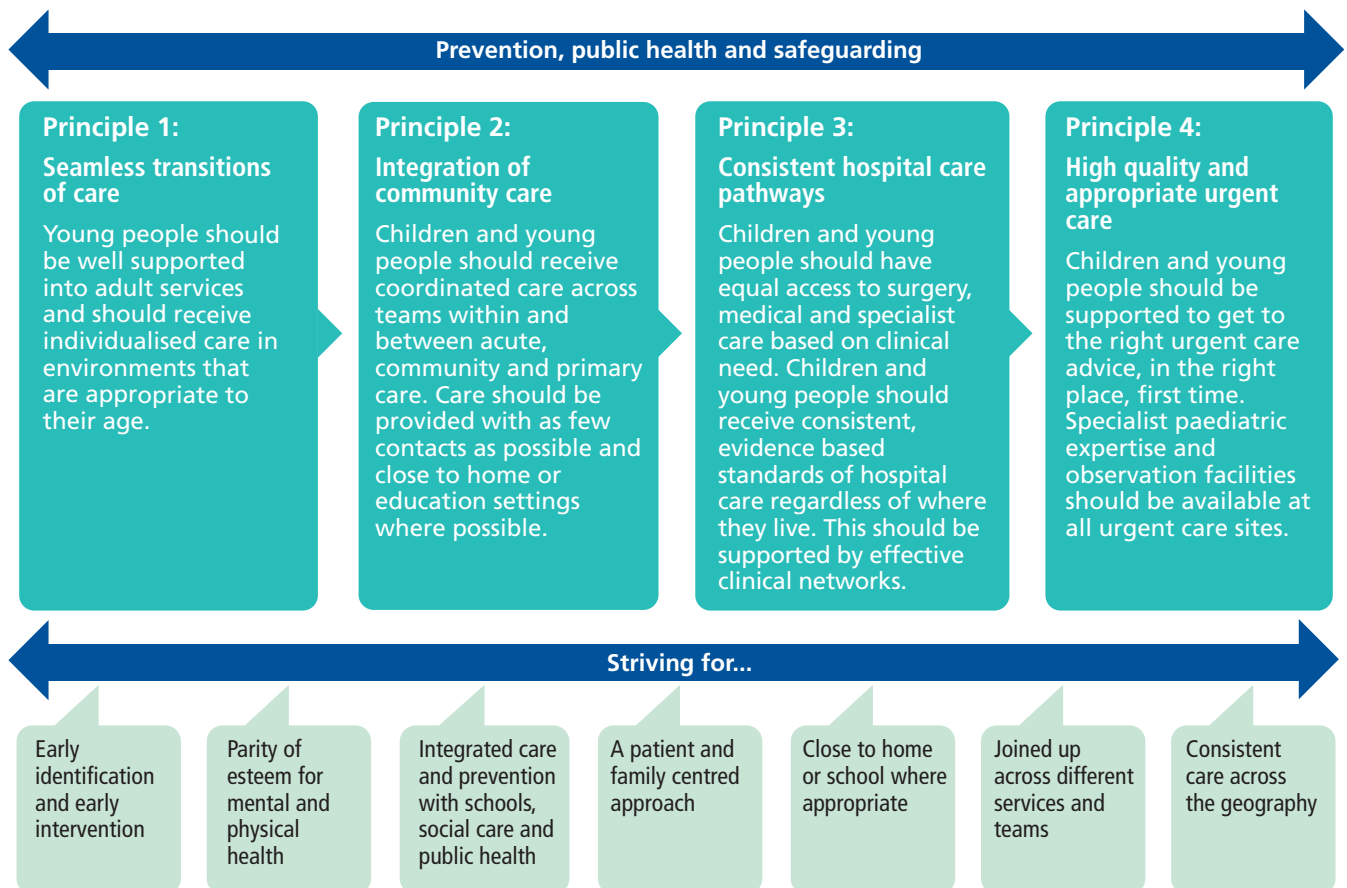 Prevention, public health and safeguarding
Principle 1:
Seamless transitions
of care
Young people should
be well supported
into adult services
and should receive
individualised care in
environments that
are appropriate to
their age.
Principle 2:
Integration of
community care
Children and young
people should receive
coordinated care across
teams within and
between acute,
community and primary
care. Care should be
provided with as few
contacts as possible and
close to home or
education settings
where possible.
Principle 3:
Consistent hospital care
pathways
Children and young
people should have
equal access to surgery,
medical and specialist
care based on clinical
need. Children and
young people should
receive consistent,
evidence based
standards of hospital
care regardless of where
they live. This should be
supported by effective
clinical networks.
Principle 4:
High quality and
appropriate urgent
care
Children and young
people should be
supported to get to
the right urgent care
advice, in the right
place, first time.
Specialist paediatric
expertise and
observation facilities
should be available at
all urgent care sites.
Striving for...
Early
identification
and early
intervention
Parity of
esteem for
mental and
physical
health
Integrated care
and prevention
with schools,
social care and
public health
A patient and
family centred
approach
Close to home
or school where
appropriate
Joined up
across different
services and
teams
Consistent
care across
the geography